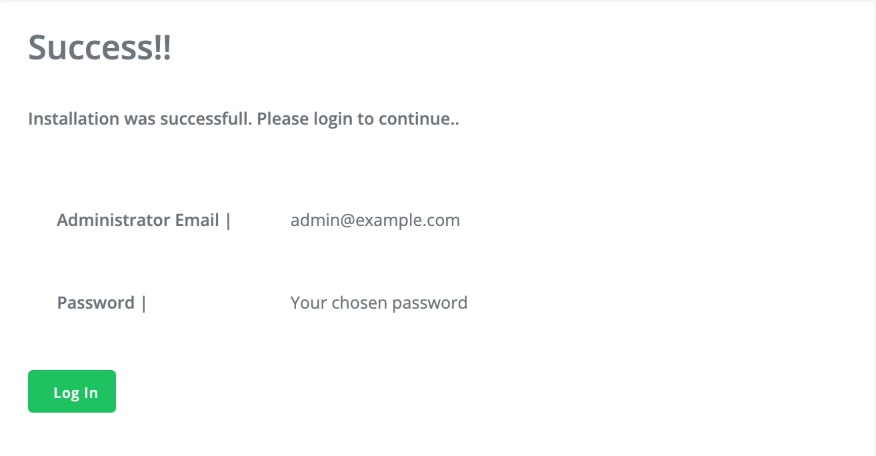 Success!!
Installation was successfull. Please login to continue..
Administrator Email | admin@example.com
Password | Your chosen password
Log In